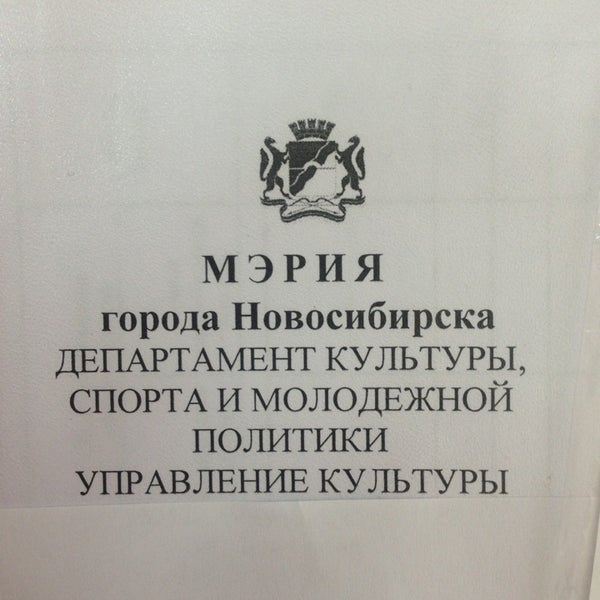 МЭРИЯ
города Новосибирска
ДЕПАРТАМЕНТ КУЛЬТУРЫ,
СПОРТА И МОЛОДЕЖНОЙ
ПОЛИТИКИ
УПРАВЛЕНИЕ КУЛЬТУРЫ